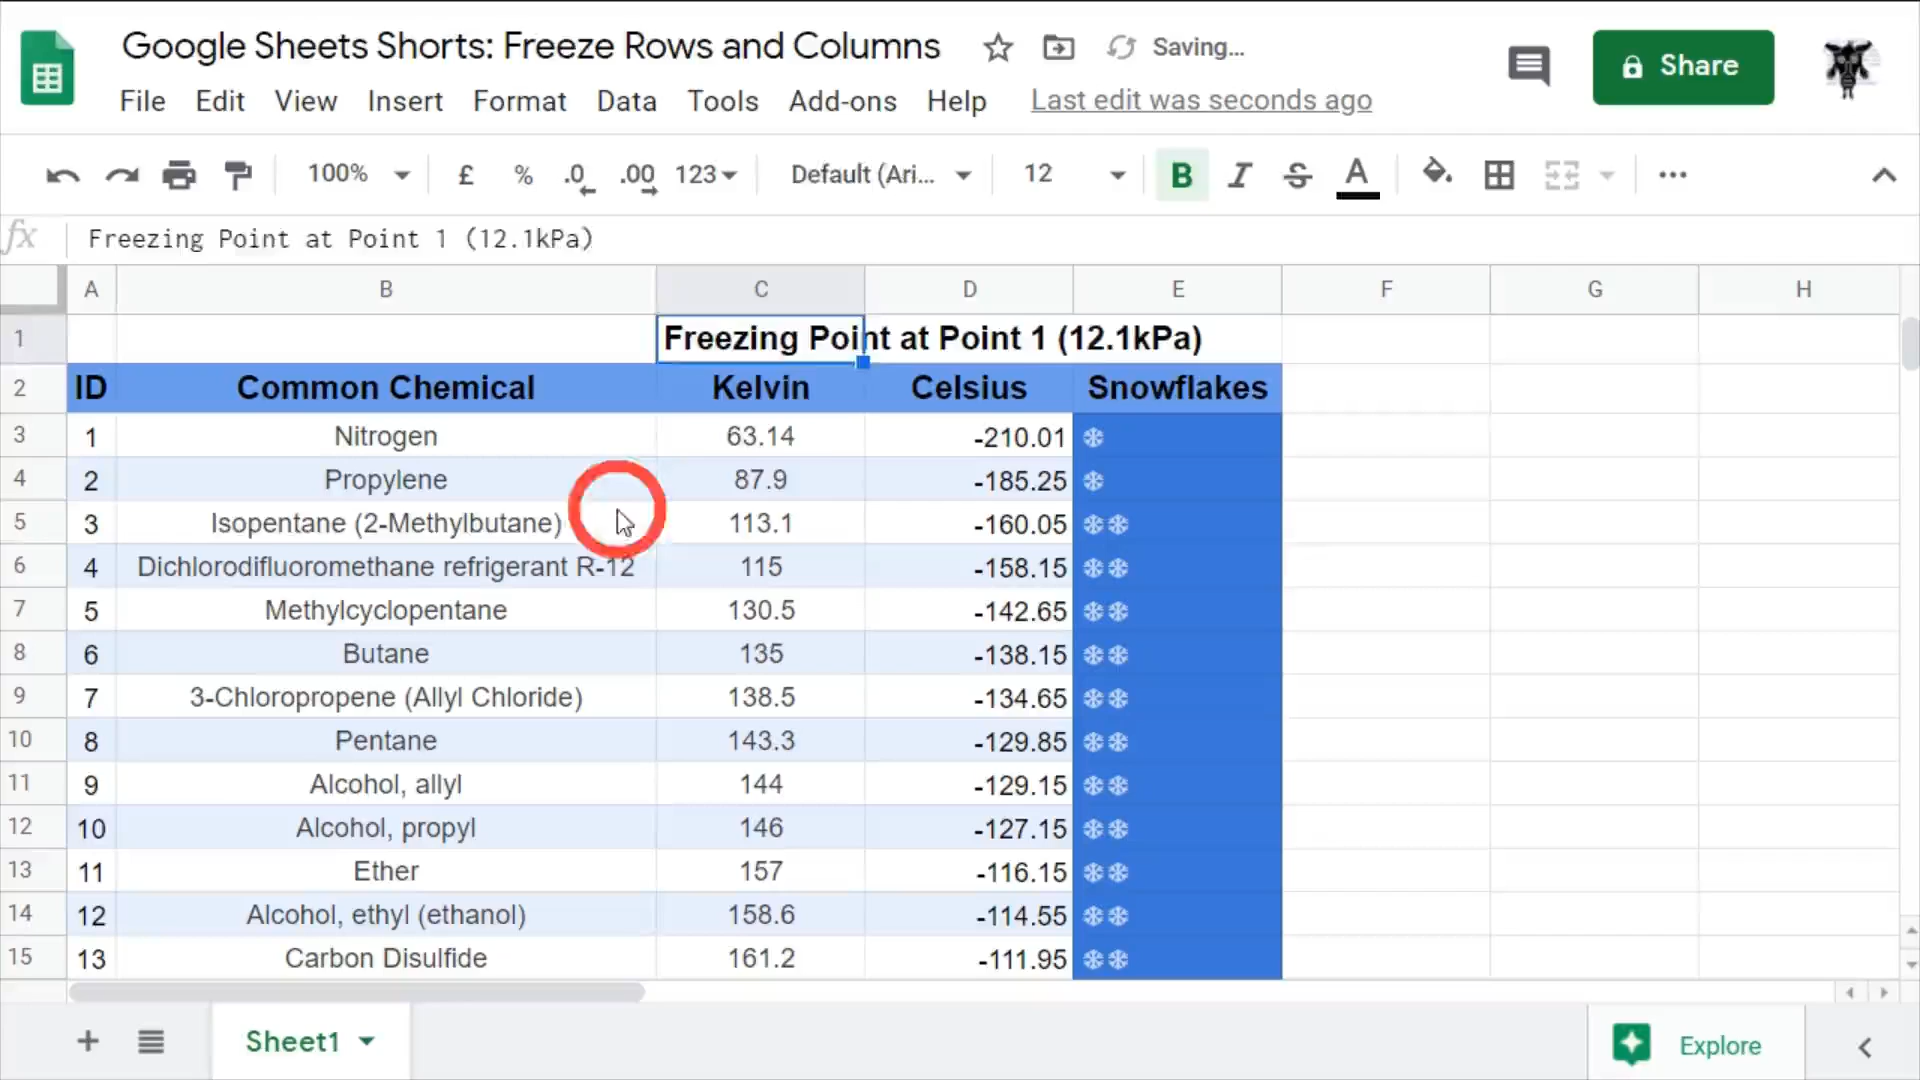 Google Sheets Shorts: Freeze Rows and Columns Saving...
Share
File Edit View Insert Format Data Tools Add-ons Help Last edit was seconds ago
100% £ % .0 .00 123 Default (Ari... 12 B I S A
fx Freezing Point at Point 1 (12.1kPa)
A B C D E F G H
1 Freezing Point at Point 1 (12.1kPa)
2 ID Common Chemical Kelvin Celsius Snowflakes
3 1 Nitrogen 63.14 -210.01 ❄
4 2 Propylene 87.9 -185.25 ❄
5 3 Isopentane (2-Methylbutane) 113.1 -160.05 ❄❄
6 4 Dichlorodifluoromethane refrigerant R-12 115 -158.15 ❄❄
7 5 Methylcyclopentane 130.5 -142.65 ❄❄
8 6 Butane 135 -138.15 ❄❄
9 7 3-Chloropropene (Allyl Chloride) 138.5 -134.65 ❄❄
10 8 Pentane 143.3 -129.85 ❄❄
11 9 Alcohol, allyl 144 -129.15 ❄❄
12 10 Alcohol, propyl 146 -127.15 ❄❄
13 11 Ether 157 -116.15 ❄❄
14 12 Alcohol, ethyl (ethanol) 158.6 -114.55 ❄❄
15 13 Carbon Disulfide 161.2 -111.95 ❄❄
Sheet1
Explore